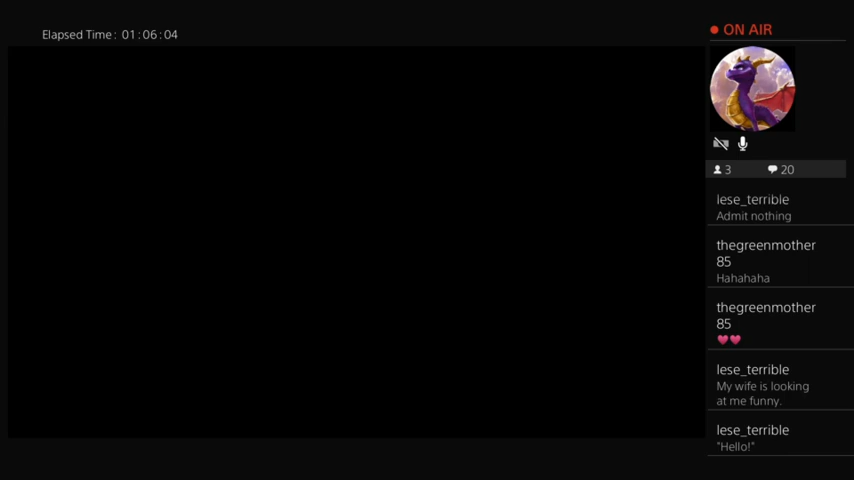 Elapsed Time: 01:06:04
ON AIR
3
20
lese_terrible
Admit nothing
thegreenmother
85
Hahahaha
thegreenmother
85
💕
lese_terrible
My wife is looking
at me funny.
lese_terrible
"Hello!"